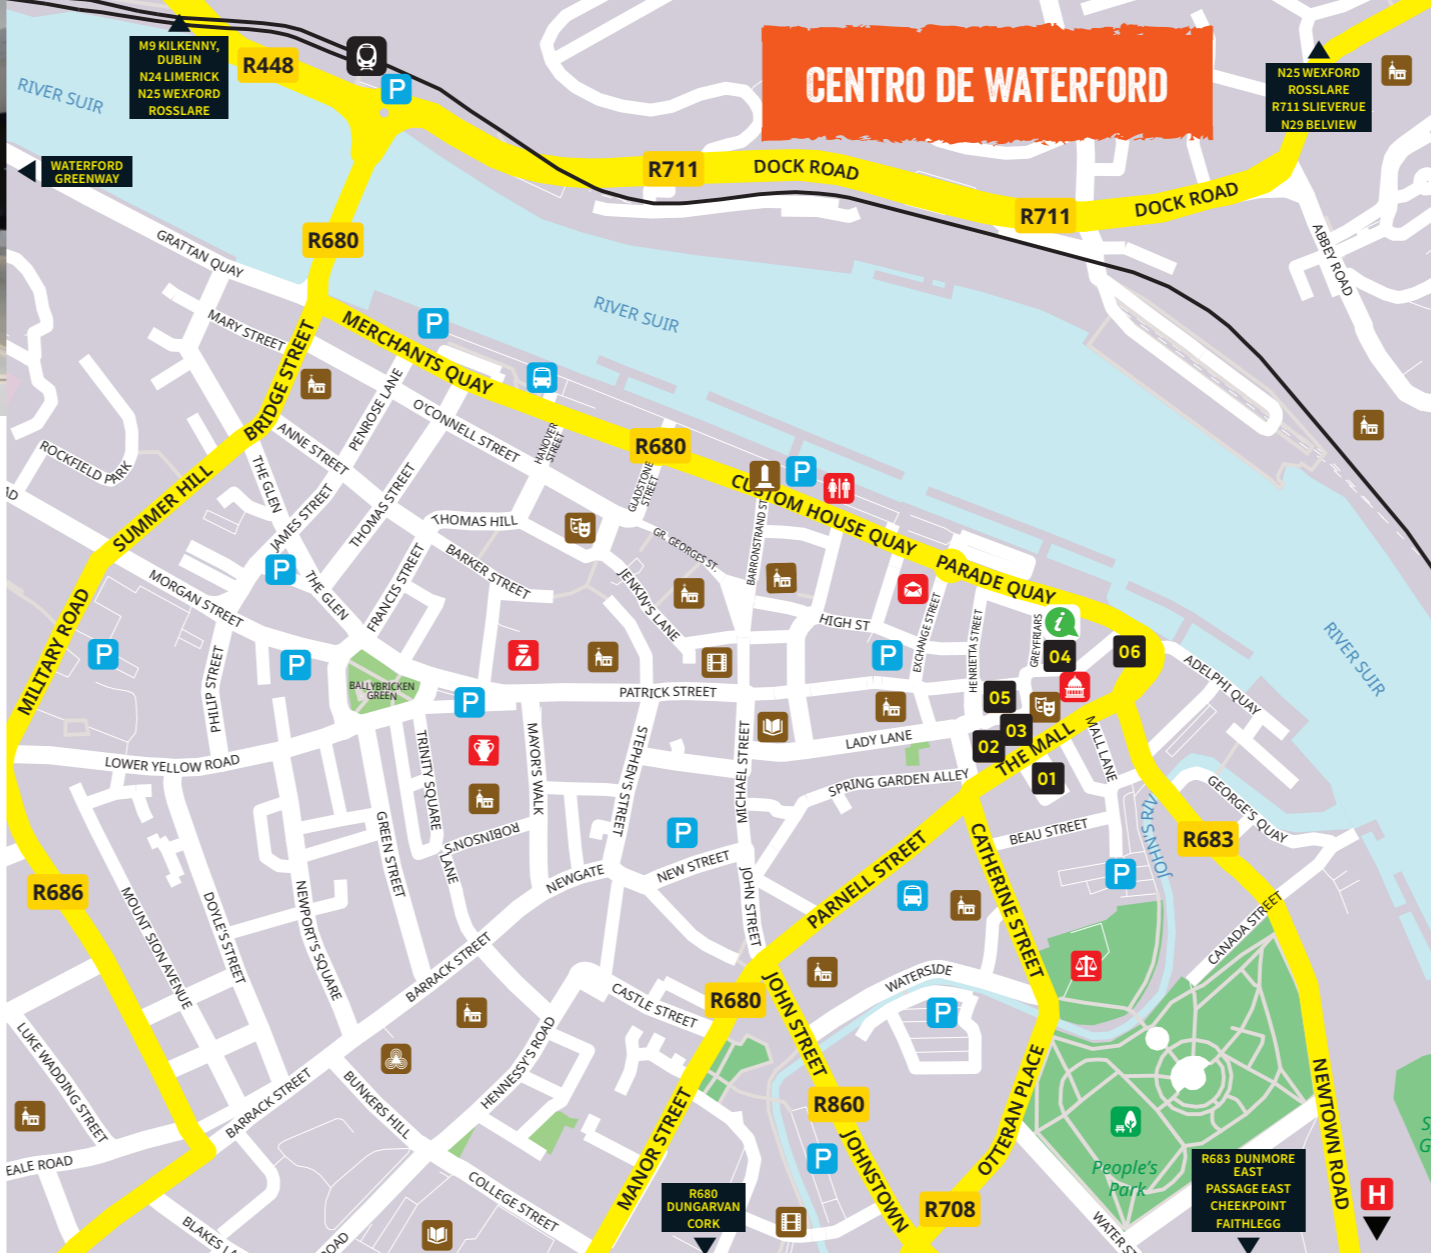 CENTRO DE WATERFORD
M9 KILKENNY,
DUBLIN
N24 LIMERICK
N25 WEXFORD
ROSSLARE
R448
P
N25 WEXFORD
ROSSLARE
R711 SLIEVERUE
N29 BELVIEW
RIVER SUIR
WATERFORD
GREENWAY
R711
DOCK ROAD
R711
DOCK ROAD
ABBEY ROAD
R680
GRATTAN QUAY
RIVER SUIR
MARY STREET
P
MERCHANTS QUAY
BRIDGE STREET
PENROSE LANE
O'CONNELL STREET
HANOVER
STREET
R680
ANNE STREET
ROCKFIELD PARK
AD
THE GLEN
SUMMER HILL
JAMES STREET
THOMAS STREET
THOMAS HILL
GLADSTONE
STREET
P
CUSTOM HOUSE QUAY
BARRONSTRAND ST
GR. GEORGES ST.
PARADE QUAY
P
THE GLEN
FRANCIS STREET
BARKER STREET
JENKIN'S LANE
MORGAN STREET
MILITARY ROAD
HIGH ST
EXCHANGE STREET
HENRIETTA STREET
GREYFRIARS
i
04
06
P
P
P
PHILIP STREET
BALLYBRICKEN
GREEN
P
PATRICK STREET
05
03
02
01
THE MALL
MALL LANE
ADELPHI QUAY
RIVER SUIR
LADY LANE
SPRING GARDEN ALLEY
LOWER YELLOW ROAD
TRINITY SQUARE
MAYOR'S WALK
STEPHEN'S STREET
MICHAEL STREET
GREEN STREET
ROBINSON'S
LANE
P
NEW STREET
NEWGATE
JOHN STREET
PARNELL STREET
CATHERINE STREET
BEAU STREET
P
JOHN'S RIV
GEORGE'S QUAY
R683
R686
MOUNT SION AVENUE
DOYLE'S STREET
NEWPORT'S SQUARE
BARRACK STREET
CANADA STREET
CASTLE STREET
R680
JOHN STREET
WATERSIDE
P
LUKE WADDING STREET
BARRACK STREET
BUNKERS HILL
HENNESSY'S ROAD
MANOR STREET
R860
JOHNSTOWN
P
OTTERAN PLACE
People's
Park
NEWTOWN ROAD
S
G
EALE ROAD
COLLEGE STREET
BLAKES LA
OAD
R680
DUNGARVAN
CORK
R708
WATER S
R683 DUNMORE
EAST
PASSAGE EAST
CHEEKPOINT
FAITHLEGG
H